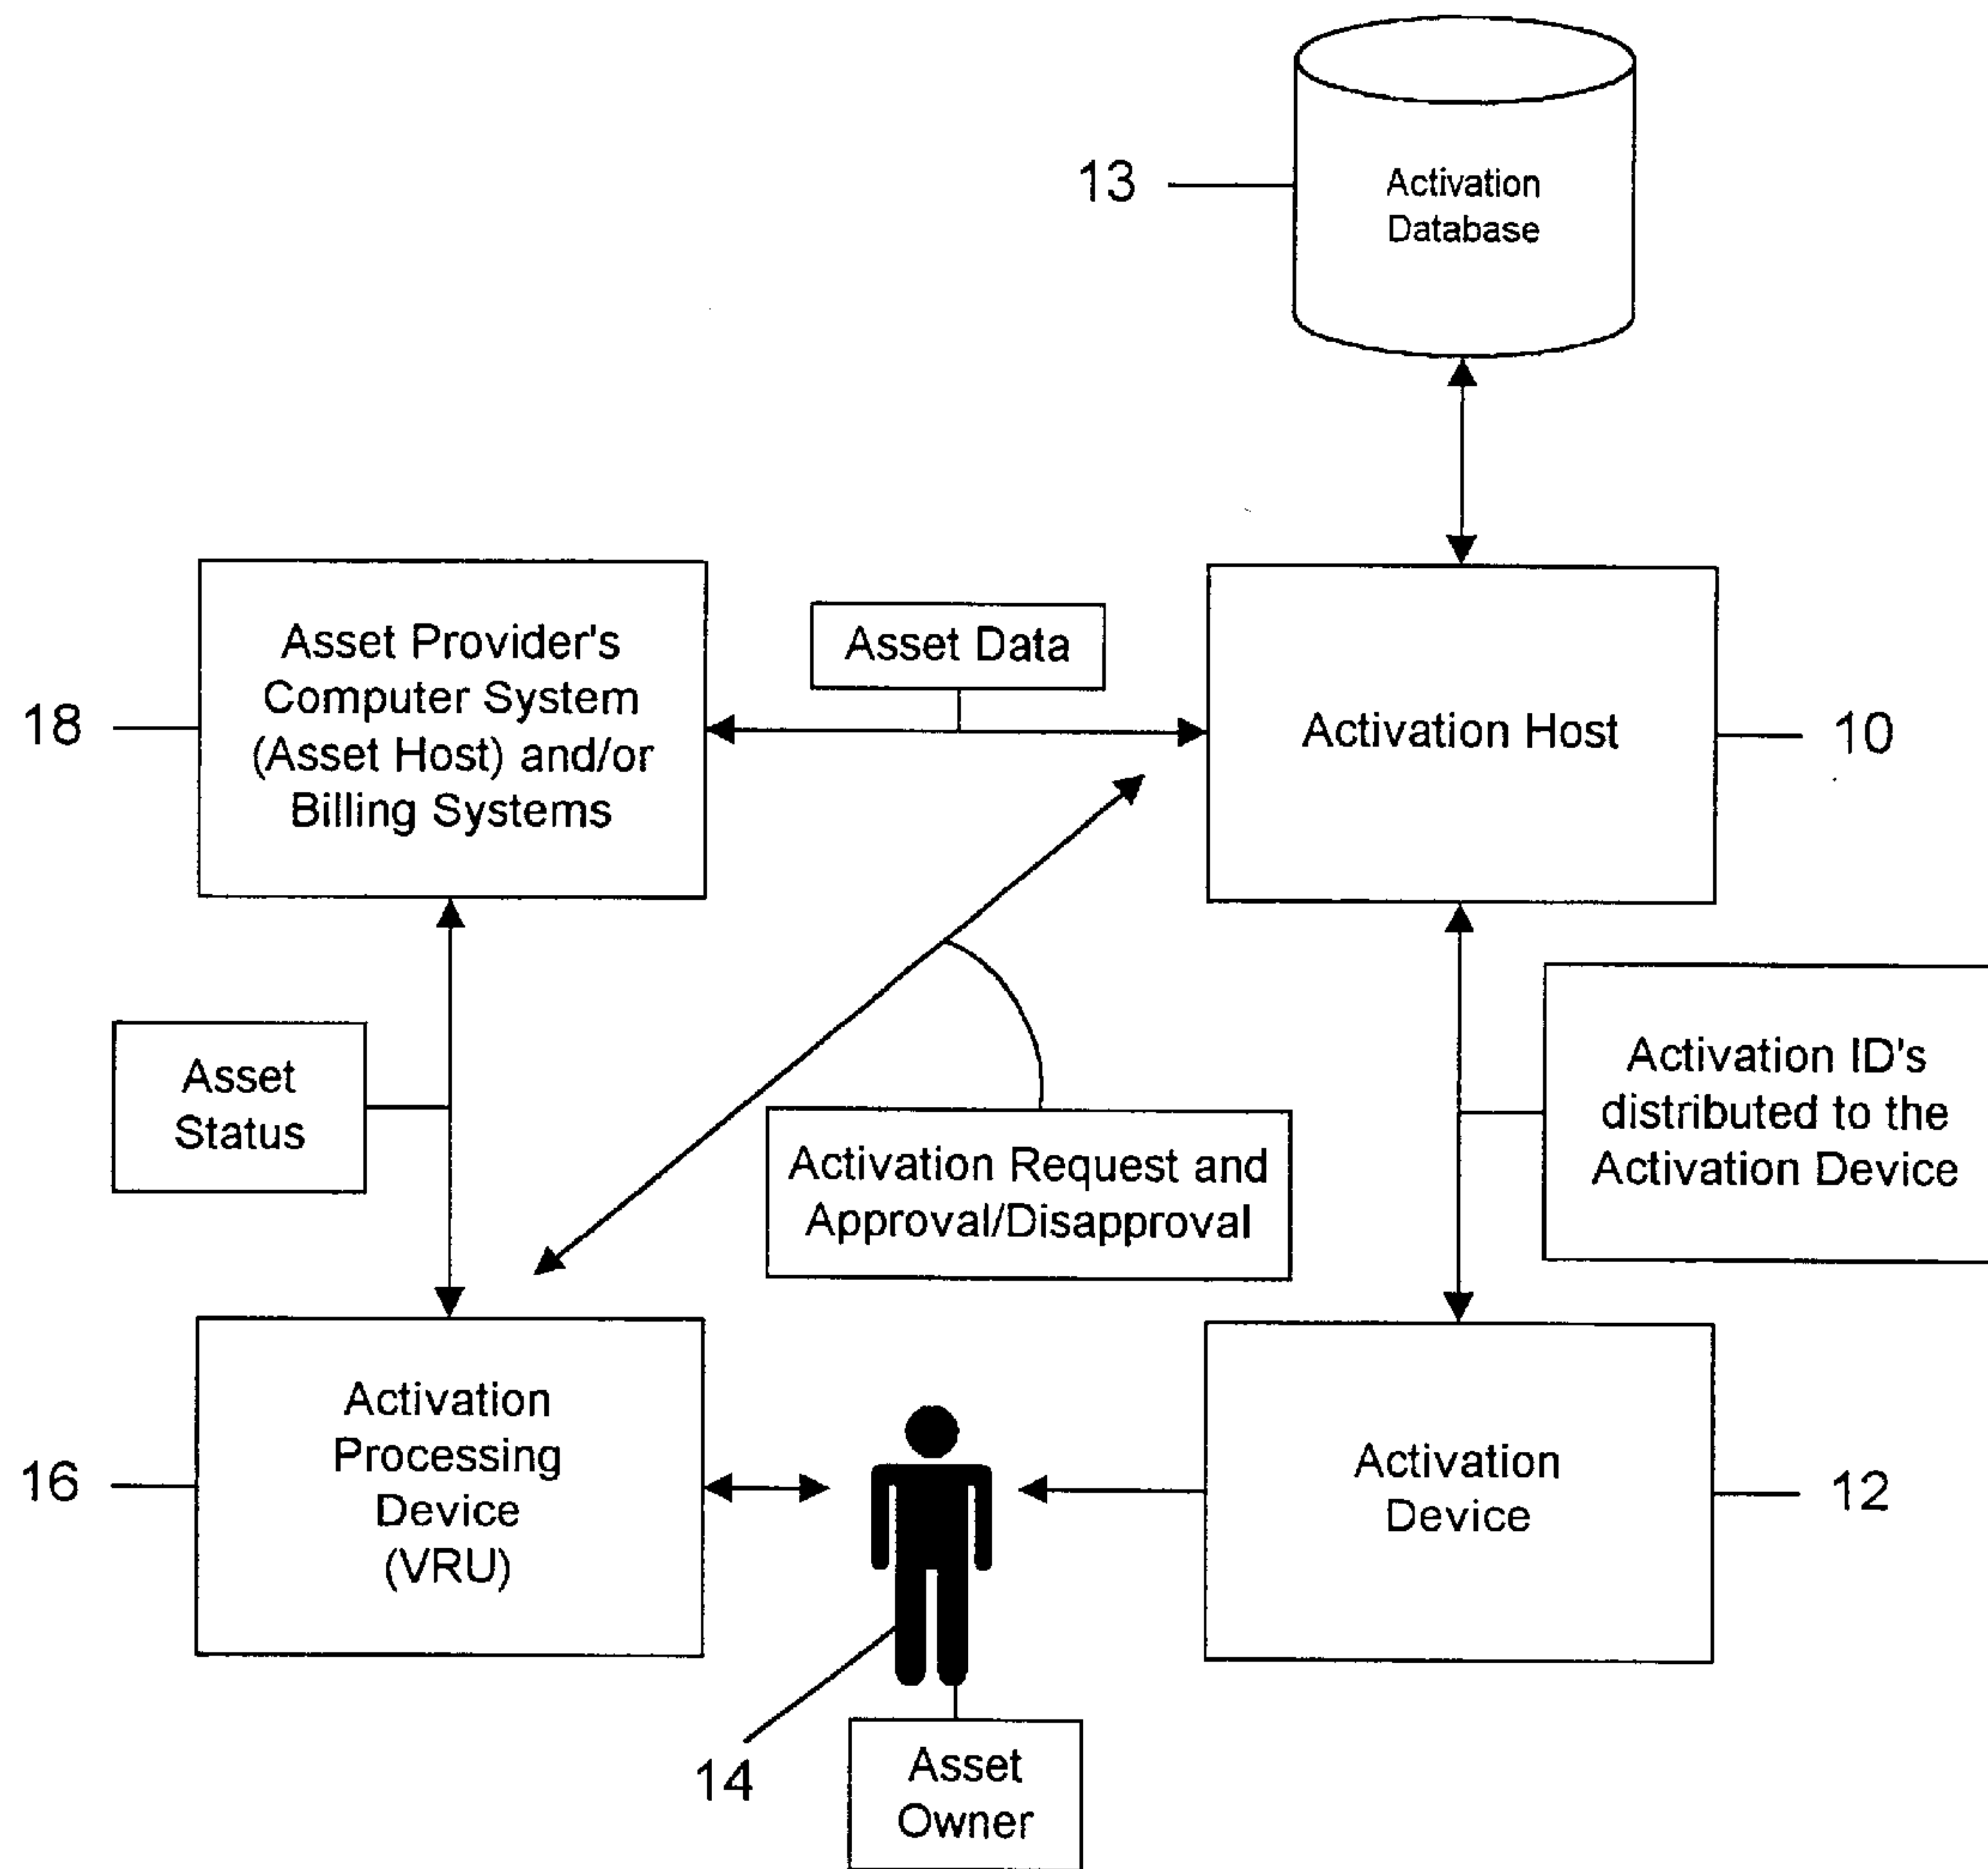 13
Activation
Database
Asset Provider's
Computer System
(Asset Host) and/or
Billing Systems
18
Asset Data
Activation Host
10
Asset
Status
Activation Request and
Approval/Disapproval
Activation ID's
distributed to the
Activation Device
Activation
Processing
Device
(VRU)
16
Activation
Device
12
14
Asset
Owner